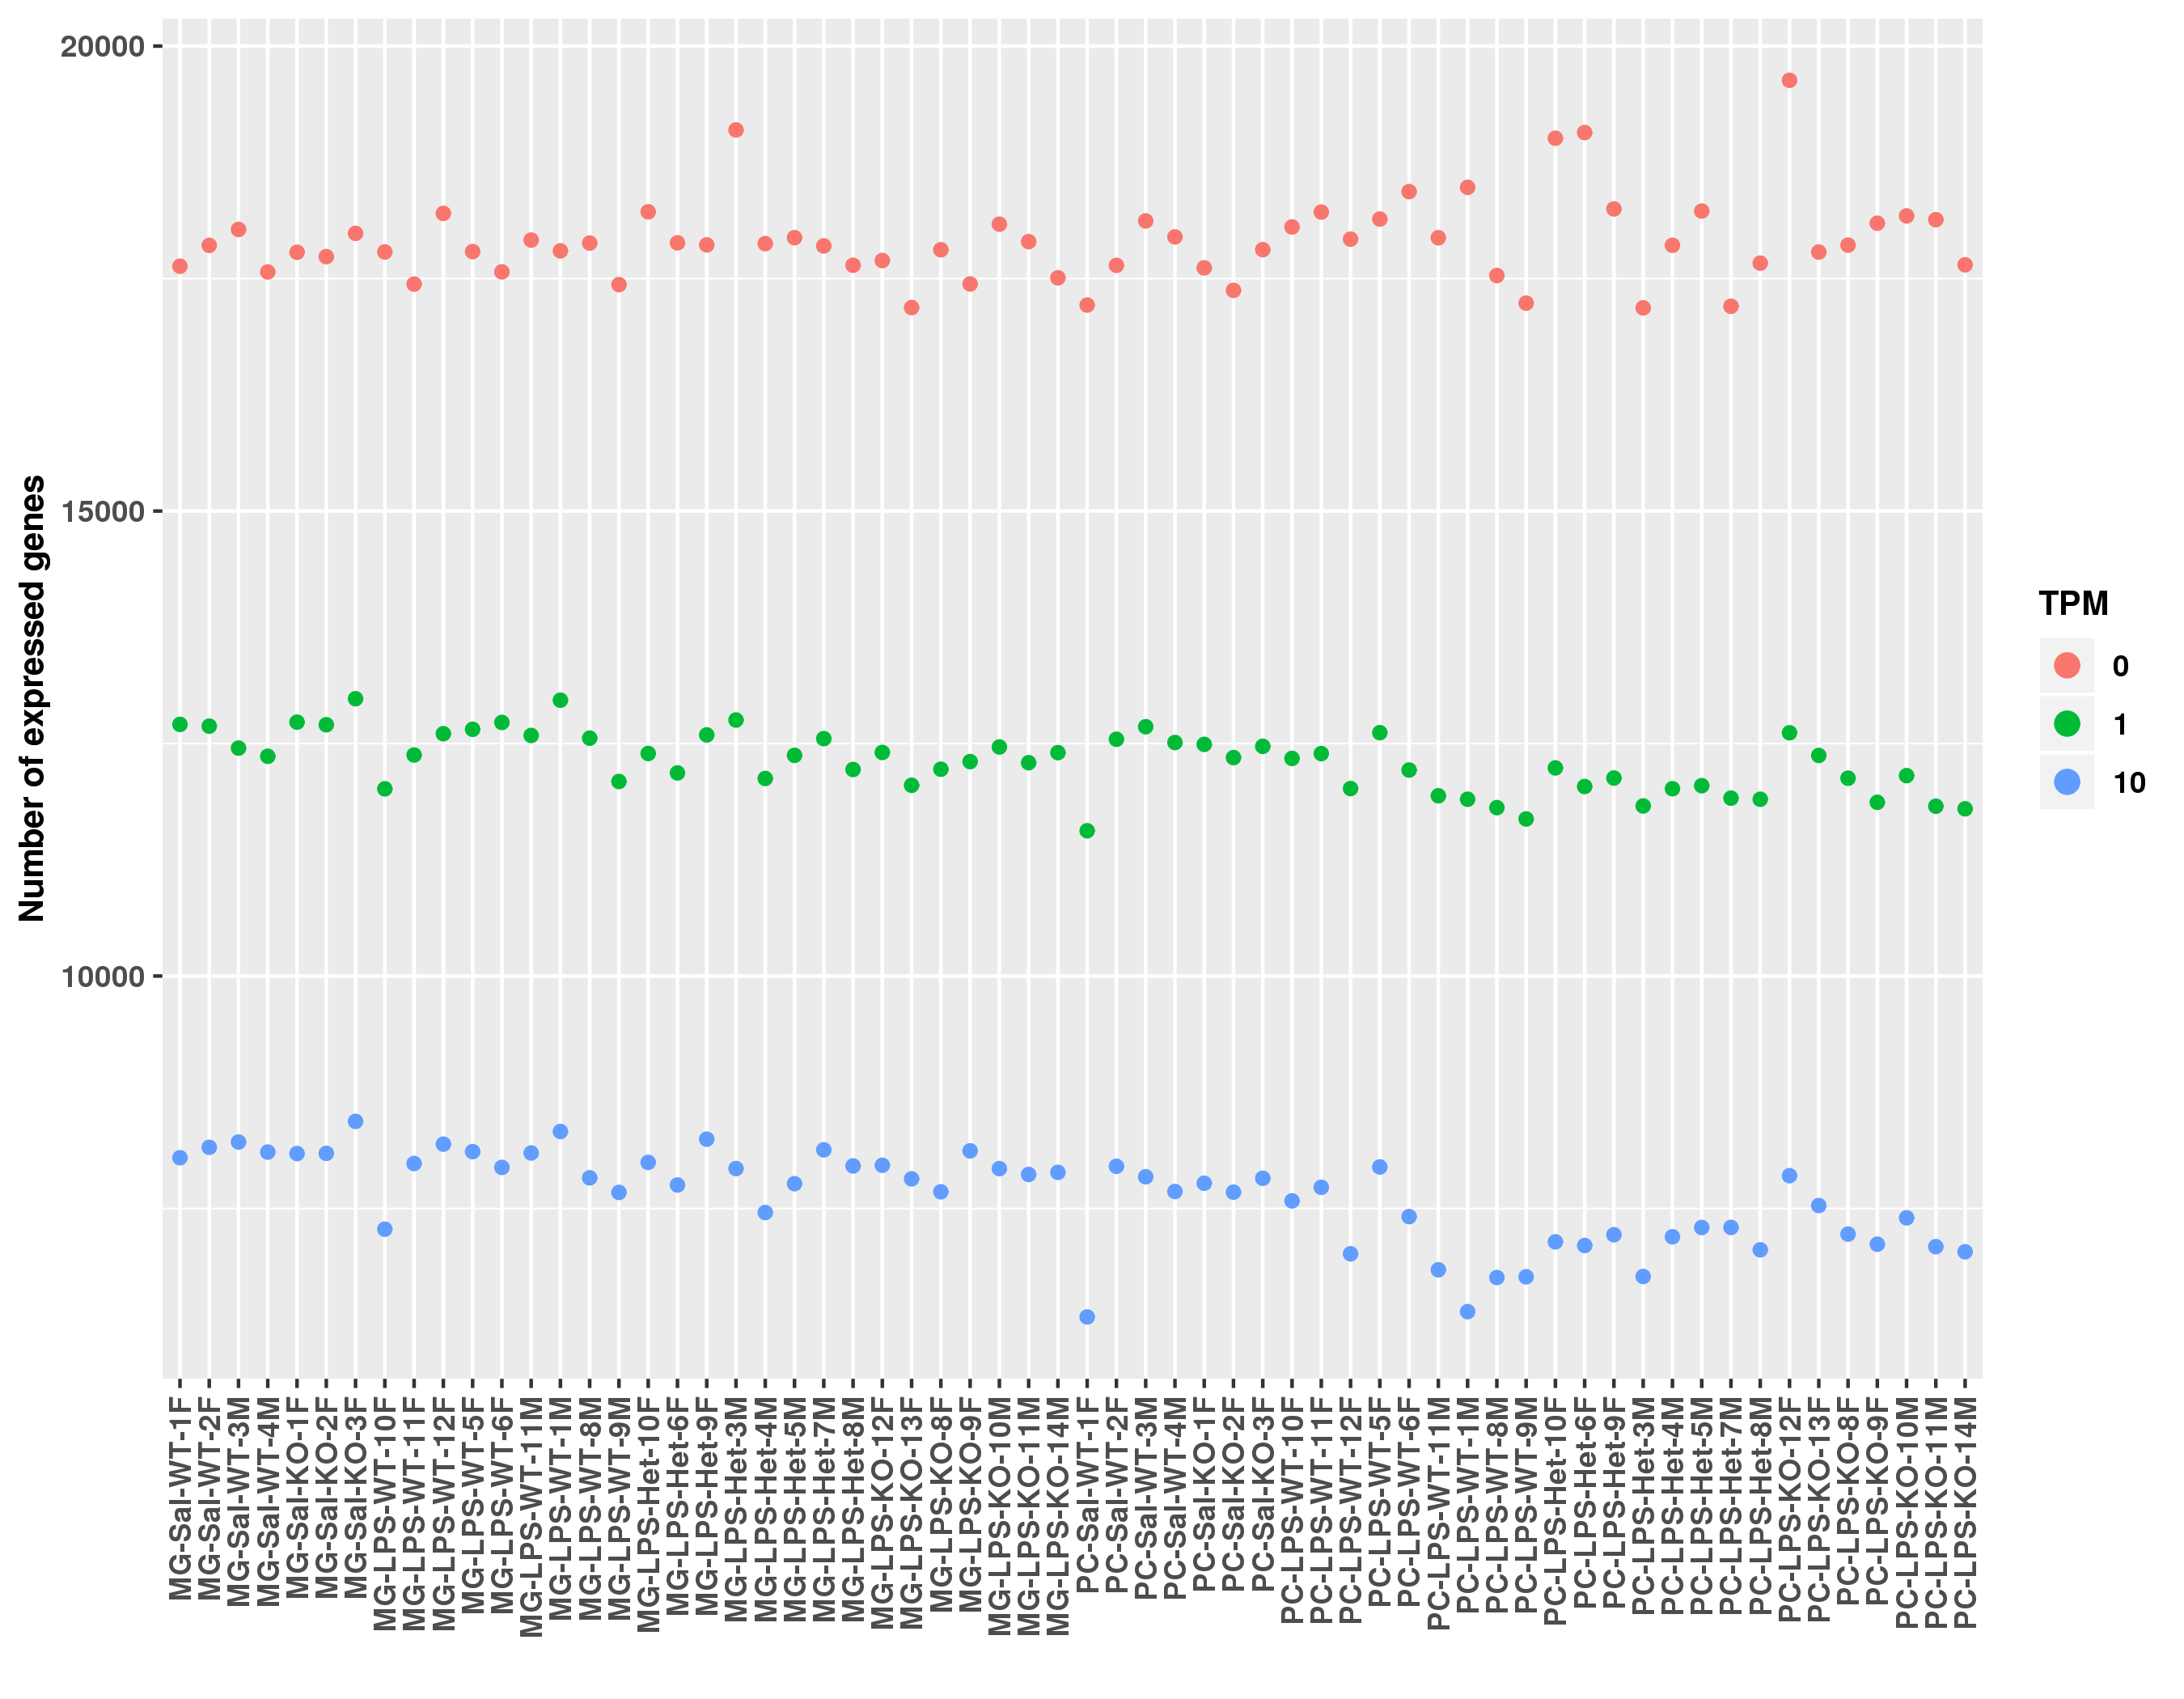 Number of expressed genes
20000
15000
10000
MG-Sal-WT-1F
MG-Sal-WT-2F
MG-Sal-WT-3M
MG-Sal-WT-4M
MG-Sal-KO-1F
MG-Sal-KO-2F
MG-Sal-KO-3F
MG-LPS-WT-10F
MG-LPS-WT-11F
MG-LPS-WT-12F
MG-LPS-WT-5F
MG-LPS-WT-6F
MG-LPS-WT-11M
MG-LPS-WT-1M
MG-LPS-WT-8M
MG-LPS-WT-9M
MG-LPS-Het-10F
MG-LPS-Het-6F
MG-LPS-Het-9F
MG-LPS-Het-3M
MG-LPS-Het-4M
MG-LPS-Het-5M
MG-LPS-Het-7M
MG-LPS-Het-8M
MG-LPS-KO-12F
MG-LPS-KO-13F
MG-LPS-KO-8F
MG-LPS-KO-9F
MG-LPS-KO-10M
MG-LPS-KO-11M
MG-LPS-KO-14M
PC-Sal-WT-1F
PC-Sal-WT-2F
PC-Sal-WT-3M
PC-Sal-WT-4M
PC-Sal-KO-1F
PC-Sal-KO-2F
PC-Sal-KO-3F
PC-LPS-WT-10F
PC-LPS-WT-11F
PC-LPS-WT-12F
PC-LPS-WT-5F
PC-LPS-WT-6F
PC-LPS-WT-11M
PC-LPS-WT-1M
PC-LPS-WT-8M
PC-LPS-WT-9M
PC-LPS-Het-10F
PC-LPS-Het-6F
PC-LPS-Het-9F
PC-LPS-Het-3M
PC-LPS-Het-4M
PC-LPS-Het-5M
PC-LPS-Het-7M
PC-LPS-Het-8M
PC-LPS-KO-12F
PC-LPS-KO-13F
PC-LPS-KO-8F
PC-LPS-KO-9F
PC-LPS-KO-10M
PC-LPS-KO-11M
PC-LPS-KO-14M
TPM
0
1
10